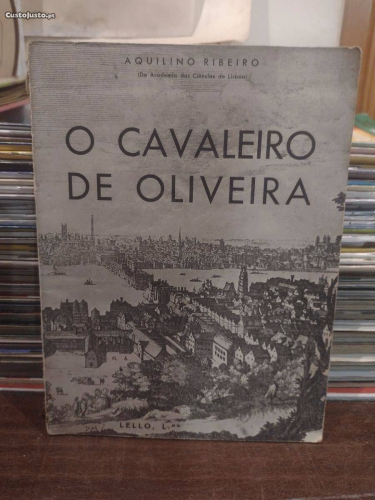 CustoJusto.pt
AQUILINO RIBEIRO
(Da Academia das Ciências de Lisboa)
O CAVALEIRO
DE OLIVEIRA
LELLO, L.DA